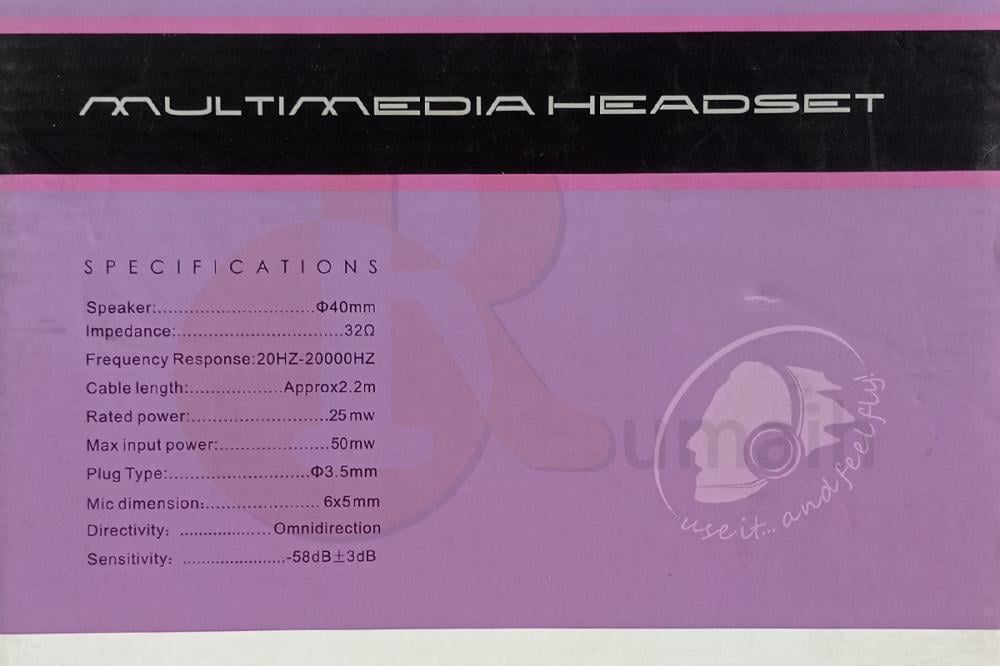 MULTIMEDIA HEADSET
SPECIFICATIONS
Speaker:..............................Φ40mm
Impedance:................................32Ω
Frequency Response:20HZ-20000HZ
Cable length:..................Approx2.2m
Rated power:...........................25mw
Max input power:.....................50mw
Plug Type:...........................Φ3.5mm
Mic dimension:...................... 6x5mm
Directivity: ..................Omnidirection
Sensitivity: .....................-58dB±3dB
use it... and feel fly!
Rumaili